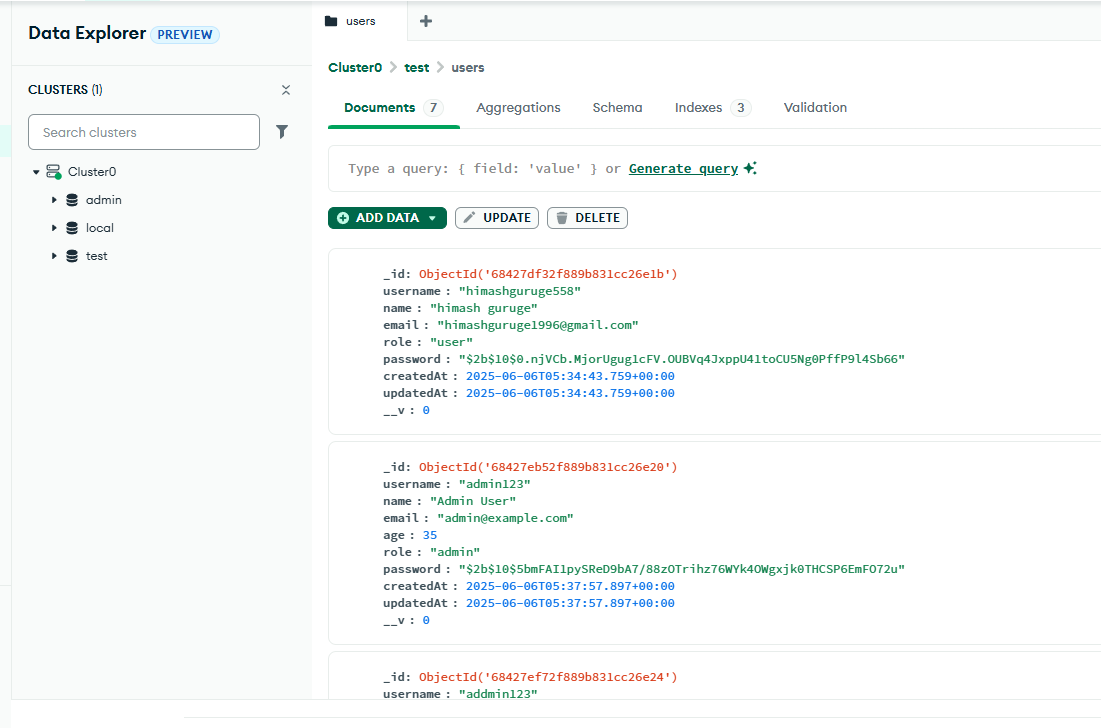 Data Explorer PREVIEW
CLUSTERS (1)
Search clusters
Cluster0
admin
local
test
users
Cluster0 > test > users
Documents 7 Aggregations Schema Indexes 3 Validation
Type a query: { field: 'value' } or Generate query
ADD DATA UPDATE DELETE
_id: ObjectId('68427df32f889b831cc26e1b')
username : "himashguruge558"
name : "himash guruge"
email : "himashguruge1996@gmail.com"
role : "user"
password : "$2b$10$0.njVCb.MjorUgug1cFV.OUBVq4JxppU41toCU5Ng0PffP9l4Sb66"
createdAt : 2025-06-06T05:34:43.759+00:00
updatedAt : 2025-06-06T05:34:43.759+00:00
__v : 0
_id: ObjectId('68427eb52f889b831cc26e20')
username : "admin123"
name : "Admin User"
email : "admin@example.com"
age : 35
role : "admin"
password : "$2b$10$5bmFAI1pySReD9bA7/88zOTrihz76WYk4OWgxjk0THCSP6EmFO72u"
createdAt : 2025-06-06T05:37:57.897+00:00
updatedAt : 2025-06-06T05:37:57.897+00:00
__v : 0
_id: ObjectId('68427ef72f889b831cc26e24')
username : "addmin123"